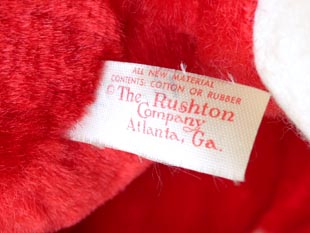 ALL NEW MATERIAL
CONTENTS: COTTON OR RUBBER
© The Rushton
Company
Atlanta, Ga.